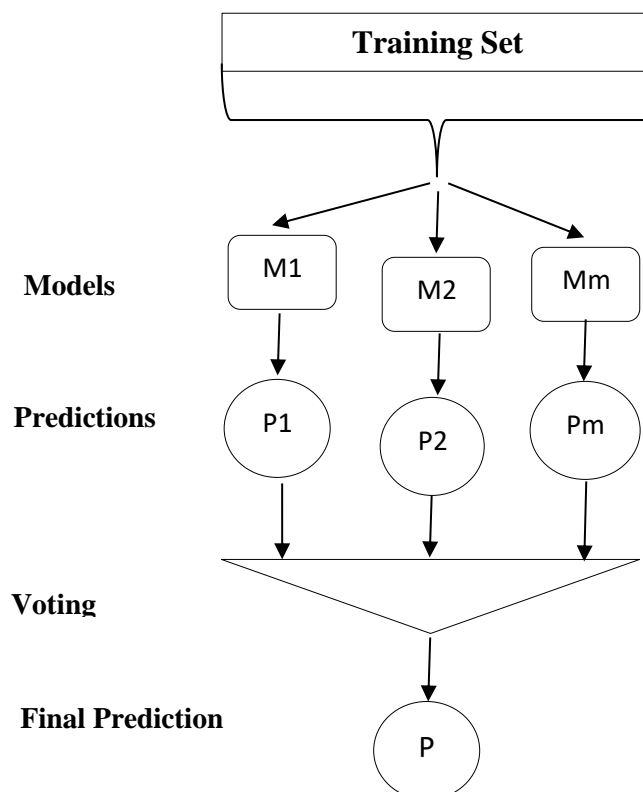 Training Set
Models
M1
M2
Mm
Predictions
P1
P2
Pm
Voting
Final Prediction
P